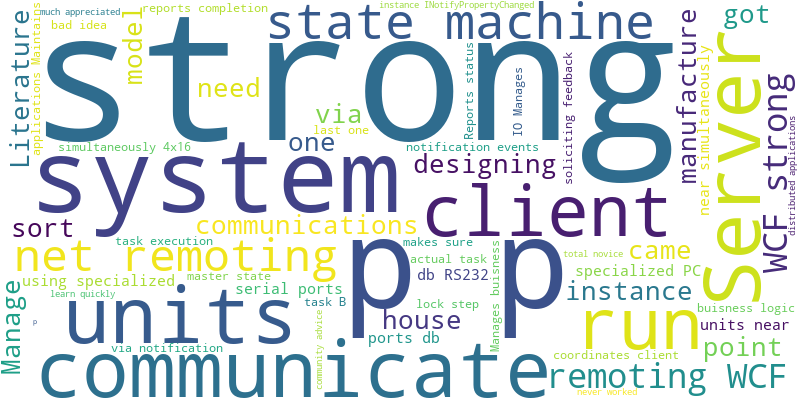 much appreciated
reports completion
instance INotifyPropertyChanged
bad idea
state machine
got
strong
Literature
applications Maintains
model
need
via
one
Reports status
IO Manages
soliciting feedback
manufacture
near simultaneously
Server
WCF strong
distributed applications
simultaneously 4x16
last one
notification events
system
designing
client
sort
communications
net remoting
task execution
makes sure
actual task
total novice
came
using specialized
master state
db RS232
specialized PC
Manage
learn quickly
serial ports
task B
lock step
Manages buisness
instance
buisness logic
p
units
p p
house
run
units near
via notification
community advice
ports db
point
communicate
coordinates client
remoting WCF
never worked